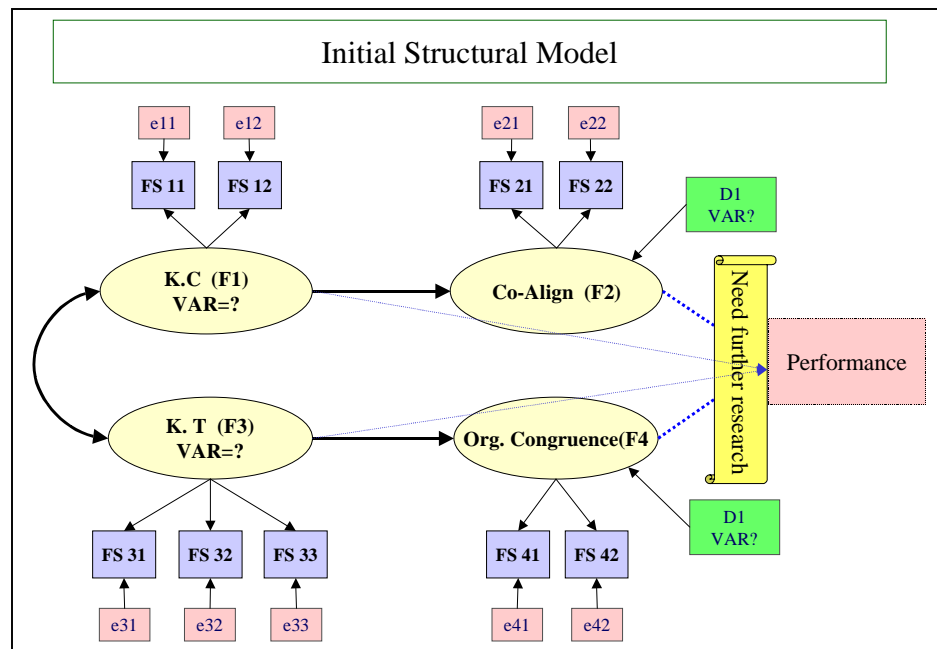 Initial Structural Model
e11
e12
e21
e22
FS 11
FS 12
FS 21
FS 22
D1
VAR?
K.C (F1)
VAR=?
Co-Align (F2)
Need further research
Performance
K. T (F3)
VAR=?
Org. Congruence(F4
D1
VAR?
FS 31
FS 32
FS 33
FS 41
FS 42
e31
e32
e33
e41
e42